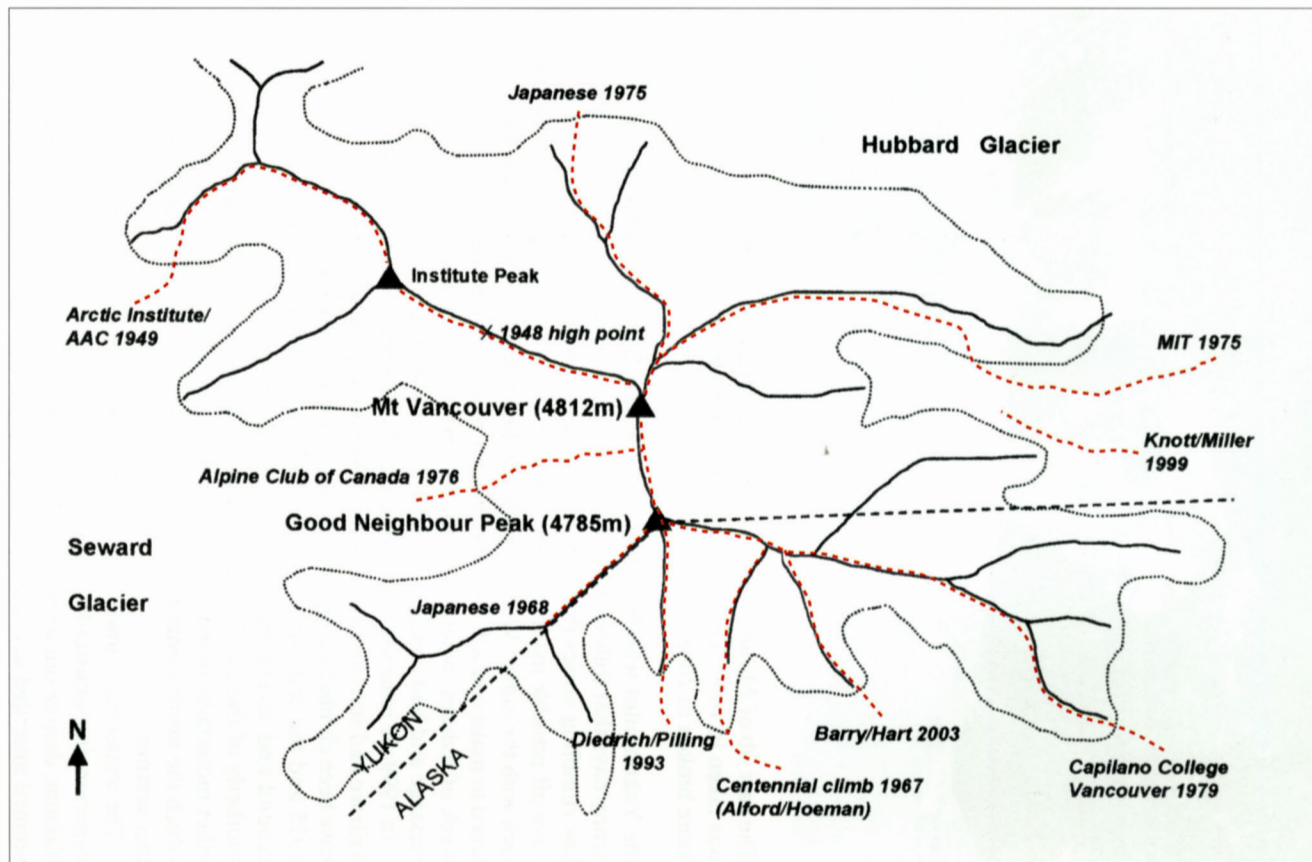 Japanese 1975
Hubbard Glacier
Institute Peak
Arctic Institute/
AAC 1949
1948 high point
MIT 1975
Mt Vancouver (4812m)
Knott/Miller
1999
Alpine Club of Canada 1976
Good Neighbour Peak (4785m)
Seward
Glacier
Japanese 1968
N
YUKON
ALASKA
Diedrich/Pilling
1993
Barry/Hart 2003
Centennial climb 1967
(Alford/Hoeman)
Capilano College
Vancouver 1979